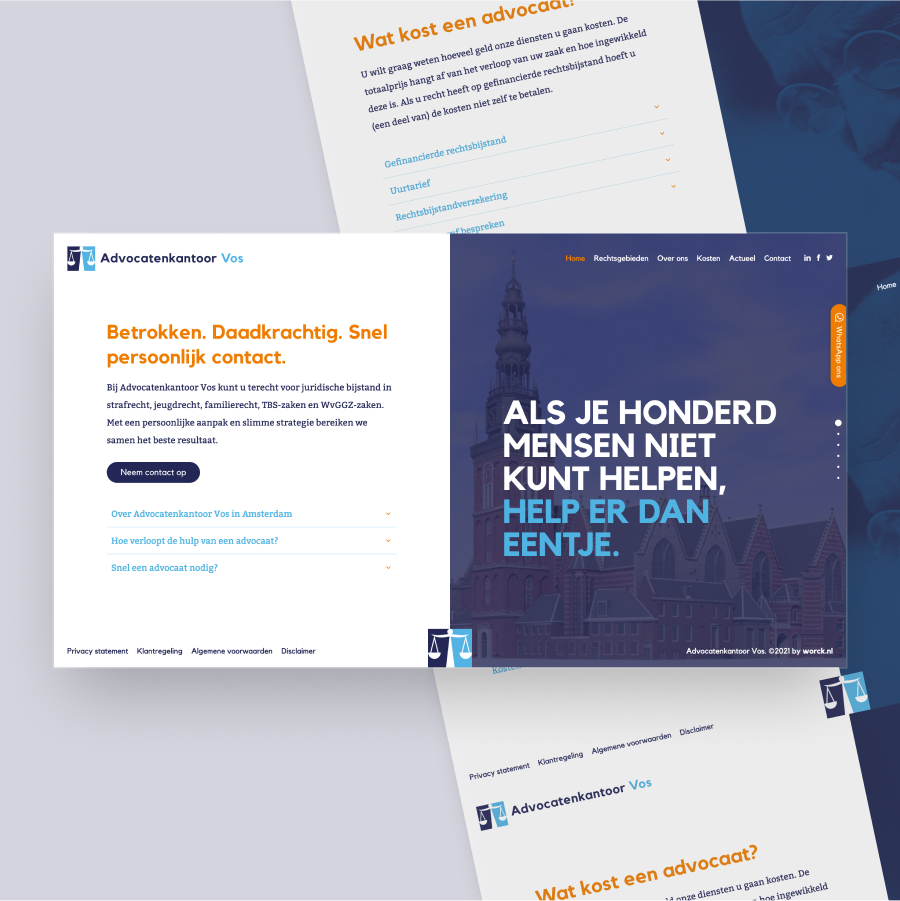 Wat kost een advocaat?
U wilt graag weten hoeveel geld onze diensten u gaan kosten. De
totaalprijs hangt af van het verloop van uw zaak en hoe ingewikkeld
deze is. Als u recht heeft op gefinancierde rechtsbijstand hoeft u
(een deel van) de kosten niet zelf te betalen.
Gefinancierde rechtsbijstand
Uurtarief
Rechtsbijstandverzekering
bespreken
Home
Advocatenkantoor Vos
Betrokken. Daadkrachtig. Snel
persoonlijk contact.
Bij Advocatenkantoor Vos kunt u terecht voor juridische bijstand in
strafrecht, jeugdrecht, familierecht, TBS-zaken en WvGGZ-zaken.
Met een persoonlijke aanpak en slimme strategie bereiken we
samen het beste resultaat.
Neem contact op
Over Advocatenkantoor Vos in Amsterdam
Hoe verloopt de hulp van een advocaat?
Snel een advocaat nodig?
Privacy statement Klantregeling Algemene voorwaarden Disclaimer
Home Rechtsgebieden Over ons Kosten Actueel Contact in f
WhatsApp ons
ALS JE HONDERD
MENSEN NIET
KUNT HELPEN,
HELP ER DAN
EENTJE.
Advocatenkantoor Vos. ©2021 by worck.nl
Privacy statement Klantregeling Algemene voorwaarden Disclaimer
Advocatenkantoor Vos
Wat kost een advocaat?
onze diensten u gaan kosten. De
hoe ingewikkeld